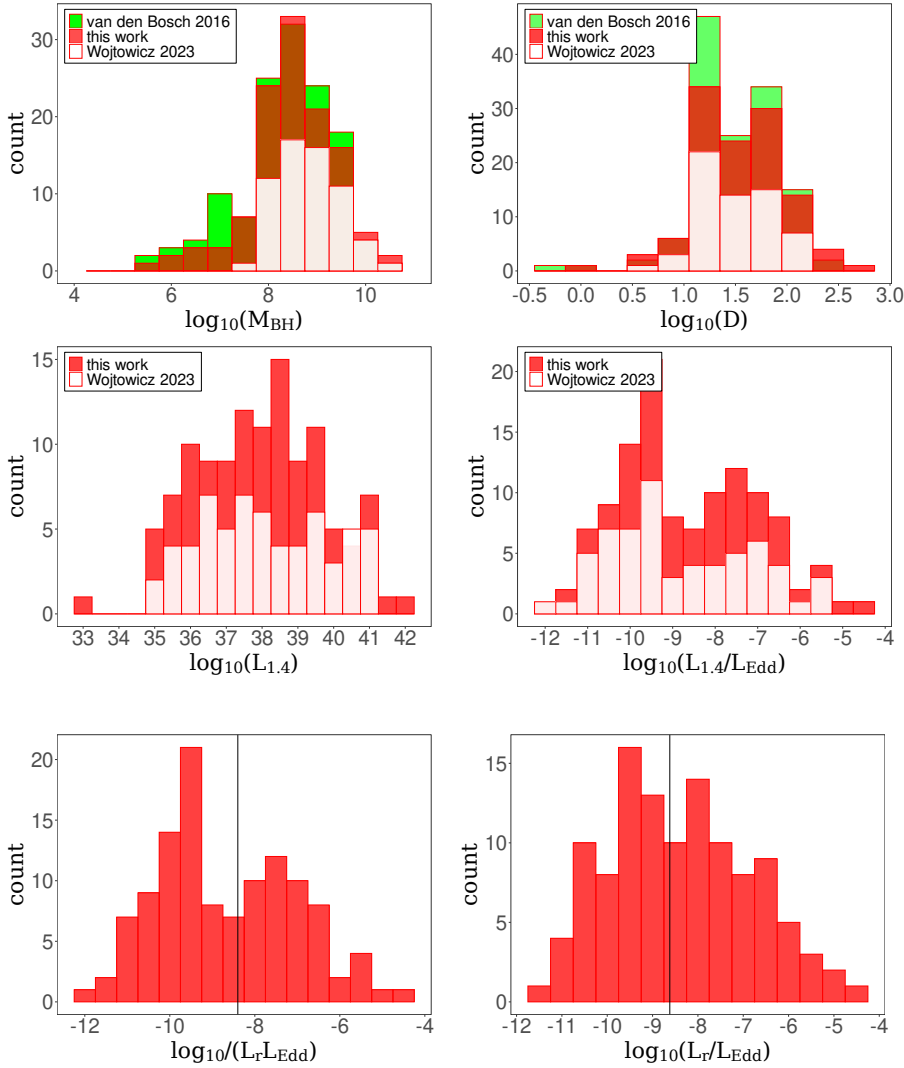 van den Bosch 2016
this work
Wojtowicz 2023
count
30
20
10
0
4 6 8 10
log₁₀(M_BH)
van den Bosch 2016
this work
Wojtowicz 2023
count
40
30
20
10
0
-0.5 0.0 0.5 1.0 1.5 2.0 2.5 3.0
log₁₀(D)
this work
Wojtowicz 2023
count
15
10
5
0
33 34 35 36 37 38 39 40 41 42
log₁₀(L₁.₄)
this work
Wojtowicz 2023
count
20
15
10
5
0
-12 -11 -10 -9 -8 -7 -6 -5 -4
log₁₀(L₁.₄/L_Edd)
count
20
15
10
5
0
-12 -10 -8 -6 -4
log₁₀/(L_rL_Edd)
count
15
10
5
0
-12 -11 -10 -9 -8 -7 -6 -5 -4
log₁₀(L_r/L_Edd)